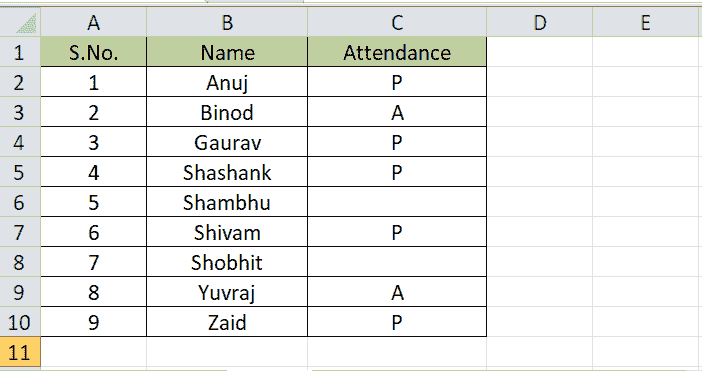 A B C D E
1 S.No. Name Attendance
2 1 Anuj P
3 2 Binod A
4 3 Gaurav P
5 4 Shashank P
6 5 Shambhu
7 6 Shivam P
8 7 Shobhit
9 8 Yuvraj A
10 9 Zaid P
11